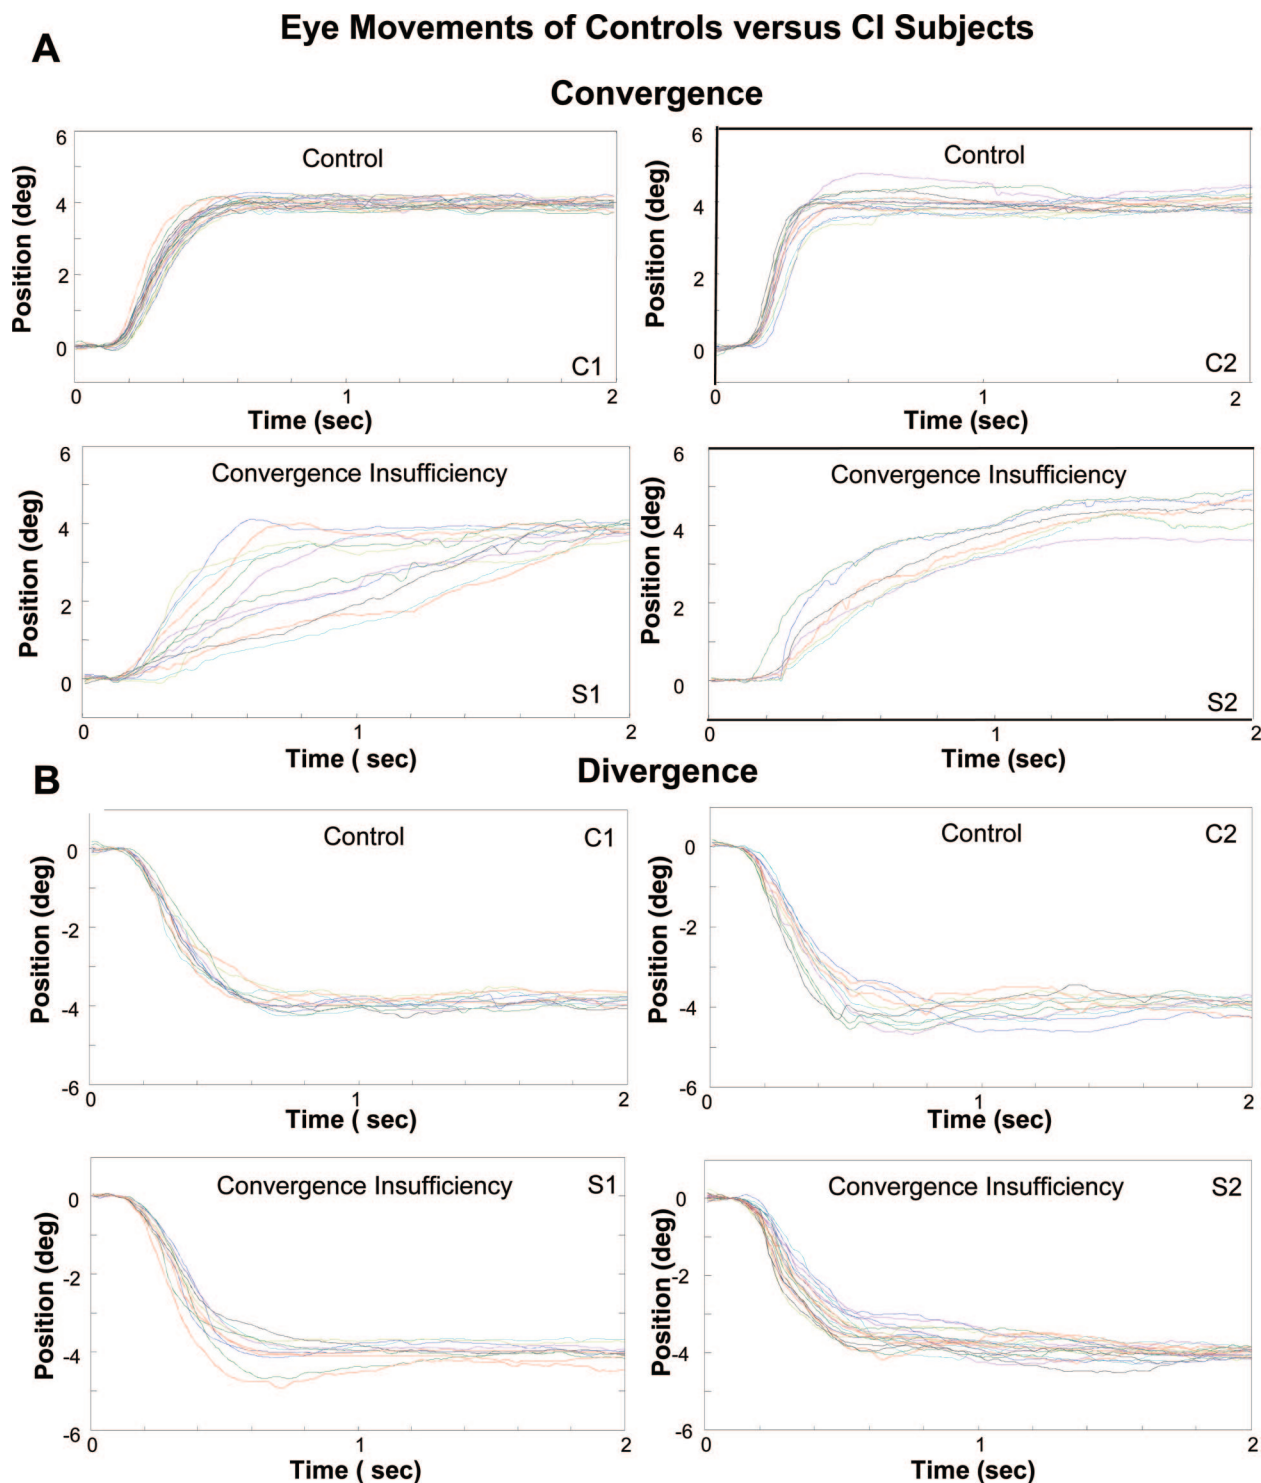 Eye Movements of Controls versus CI Subjects
A
Convergence
6
4
2
0
Position (deg)
Control
C1
0 1 2
Time (sec)
6
4
2
0
Position (deg)
Control
C2
0 1 2
Time (sec)
6
4
2
0
Position (deg)
Convergence Insufficiency
S1
0 1 2
Time ( sec)
6
4
2
0
Position (deg)
Convergence Insufficiency
S2
0 1 2
Time (sec)
B
Divergence
0
-2
-4
-6
Position (deg)
Control C1
0 1 2
Time ( sec)
0
-2
-4
-6
Position (deg)
Control C2
0 1 2
Time (sec)
0
-2
-4
-6
Position (deg)
Convergence Insufficiency S1
0 1 2
Time ( sec)
0
-2
-4
-6
Position (deg)
Convergence Insufficiency S2
0 1 2
Time (sec)